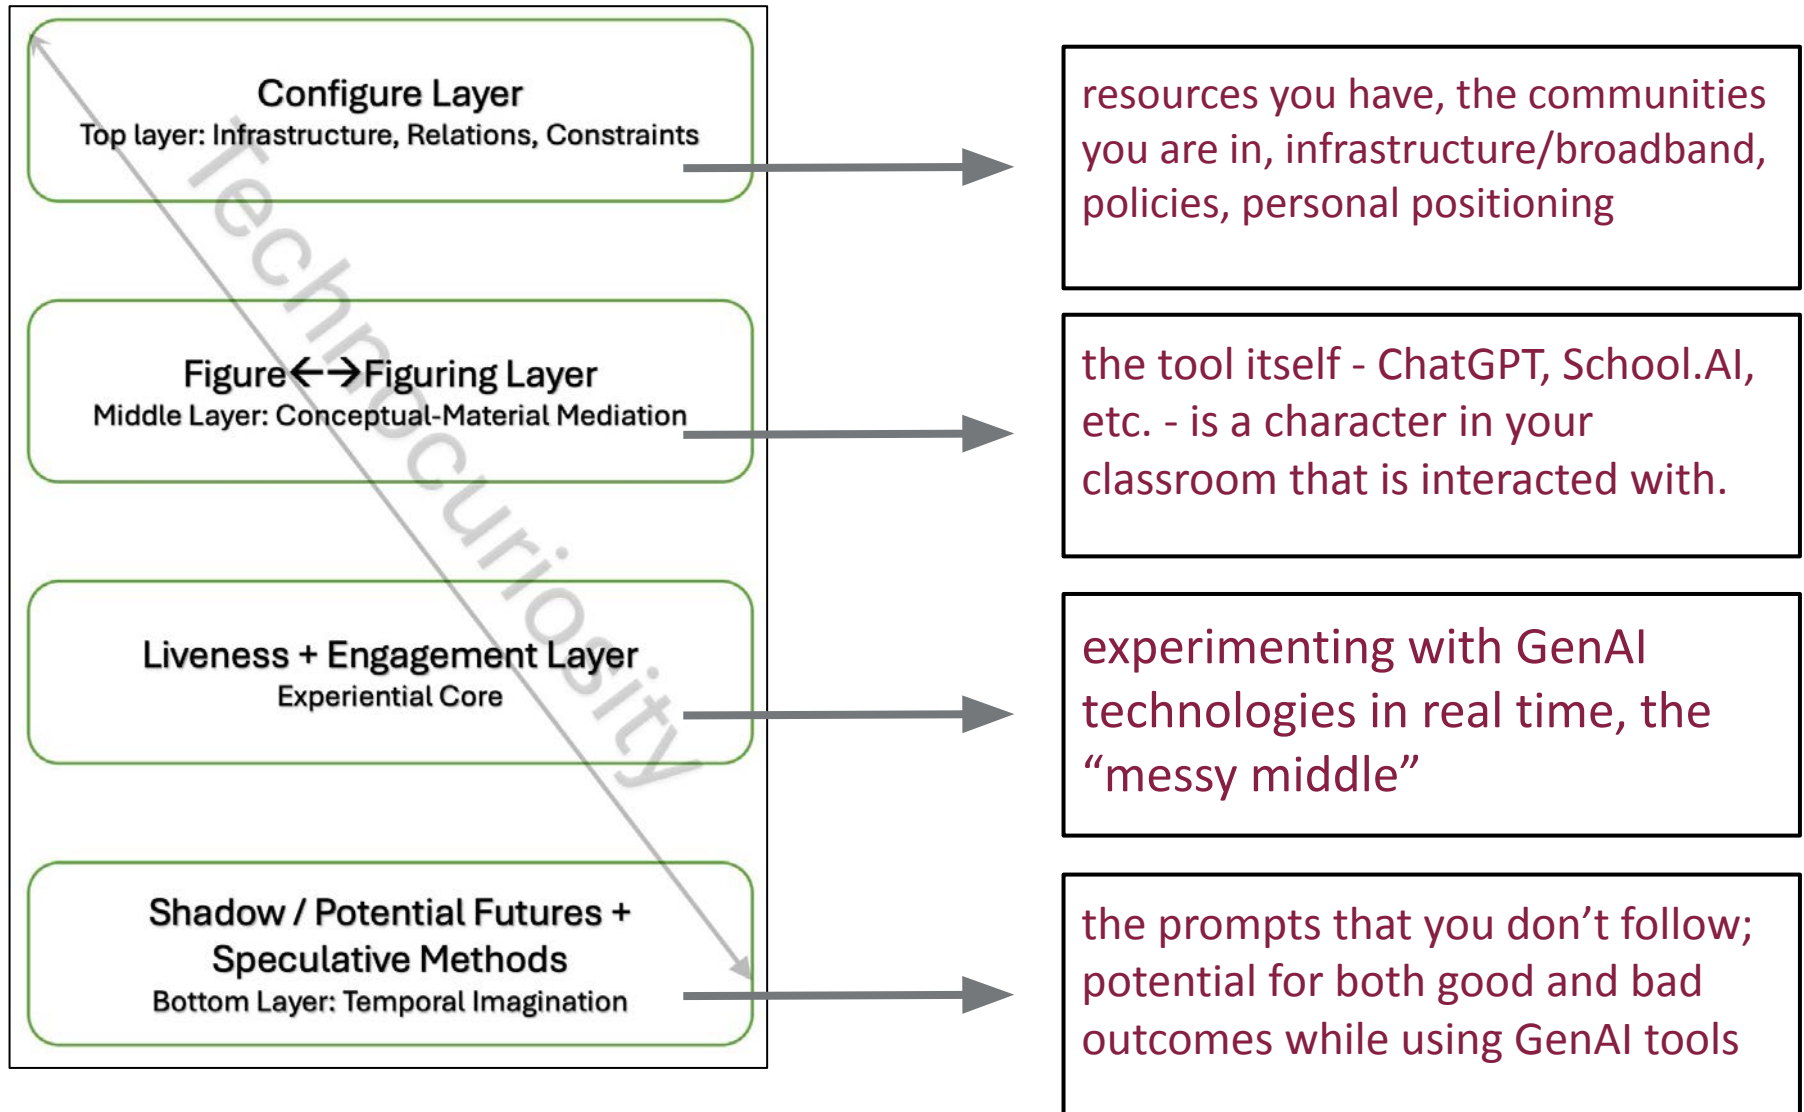 Configure Layer
Top layer: Infrastructure, Relations, Constraints
resources you have, the communities
you are in, infrastructure/broadband,
policies, personal positioning
Figure←→Figuring Layer
Middle Layer: Conceptual-Material Mediation
the tool itself - ChatGPT, School.AI,
etc. - is a character in your
classroom that is interacted with.
Liveness + Engagement Layer
Experiential Core
experimenting with GenAI
technologies in real time, the
“messy middle”
Shadow / Potential Futures +
Speculative Methods
Bottom Layer: Temporal Imagination
the prompts that you don’t follow;
potential for both good and bad
outcomes while using GenAI tools
Technocuriosity